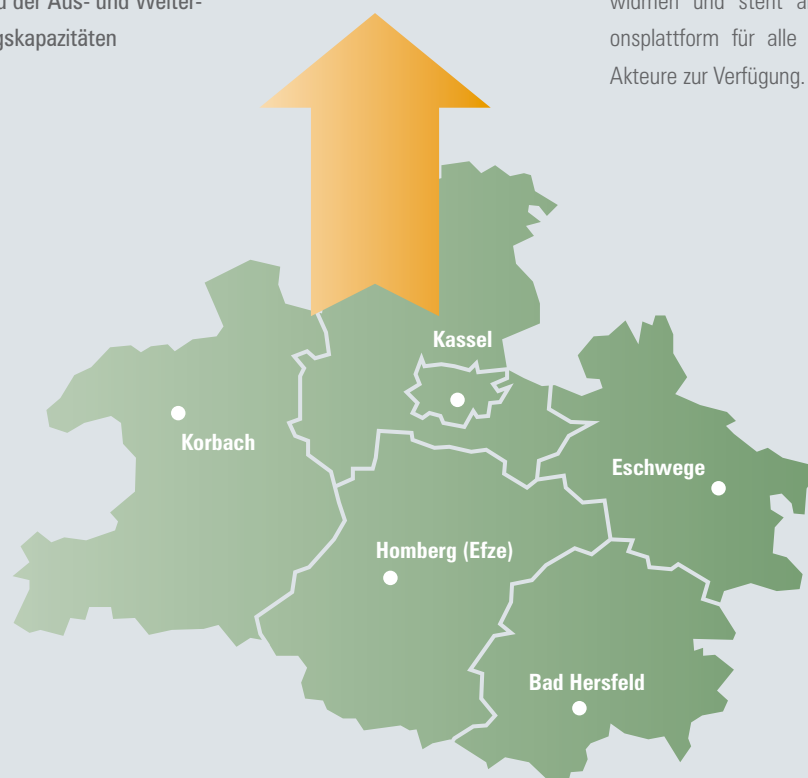 der Aus- und Weiter-
gskapazitäten
widmen und steht
onsplattform für alle
Akteure zur Verfügung.
Kassel
Korbach
Eschwege
Homberg (Efze)
Bad Hersfeld